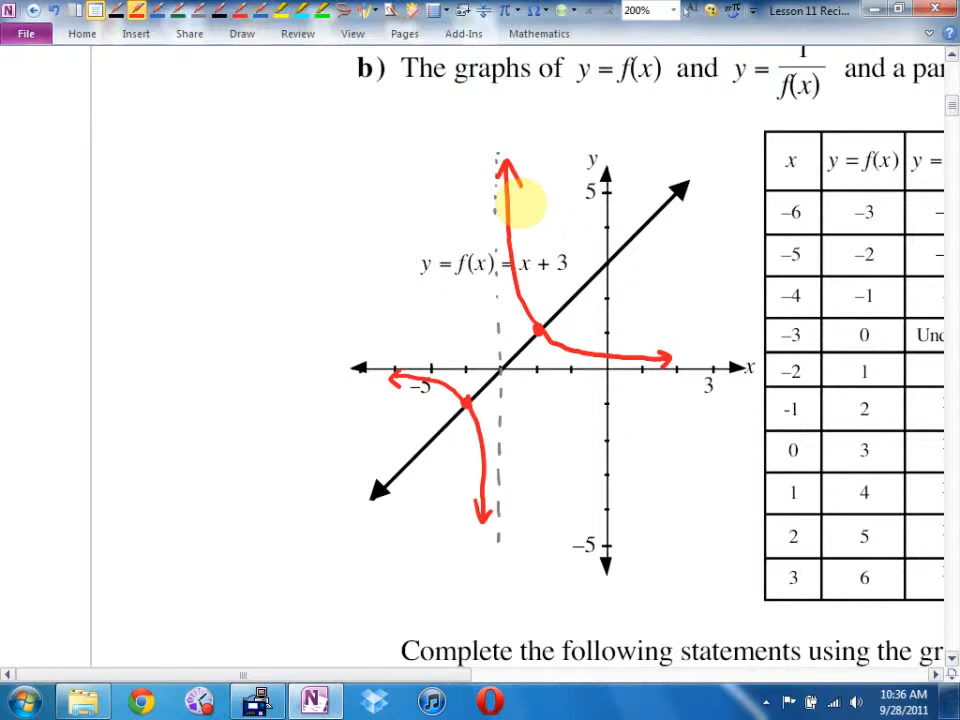 200%
Lesson 11 Reci...
File Home Insert Share Draw Review View Pages Add-Ins Mathematics
b) The graphs of y = f(x) and y = 1/f(x) and a par
y
5
y = f(x) = x + 3
–5
3
x
–5
x y = f(x) y =
–6 –3 –
–5 –2 –
–4 –1
–3 0 Und
–2 1
-1 2
0 3
1 4
2 5
3 6
Complete the following statements using the gr
10:36 AM
9/28/2011